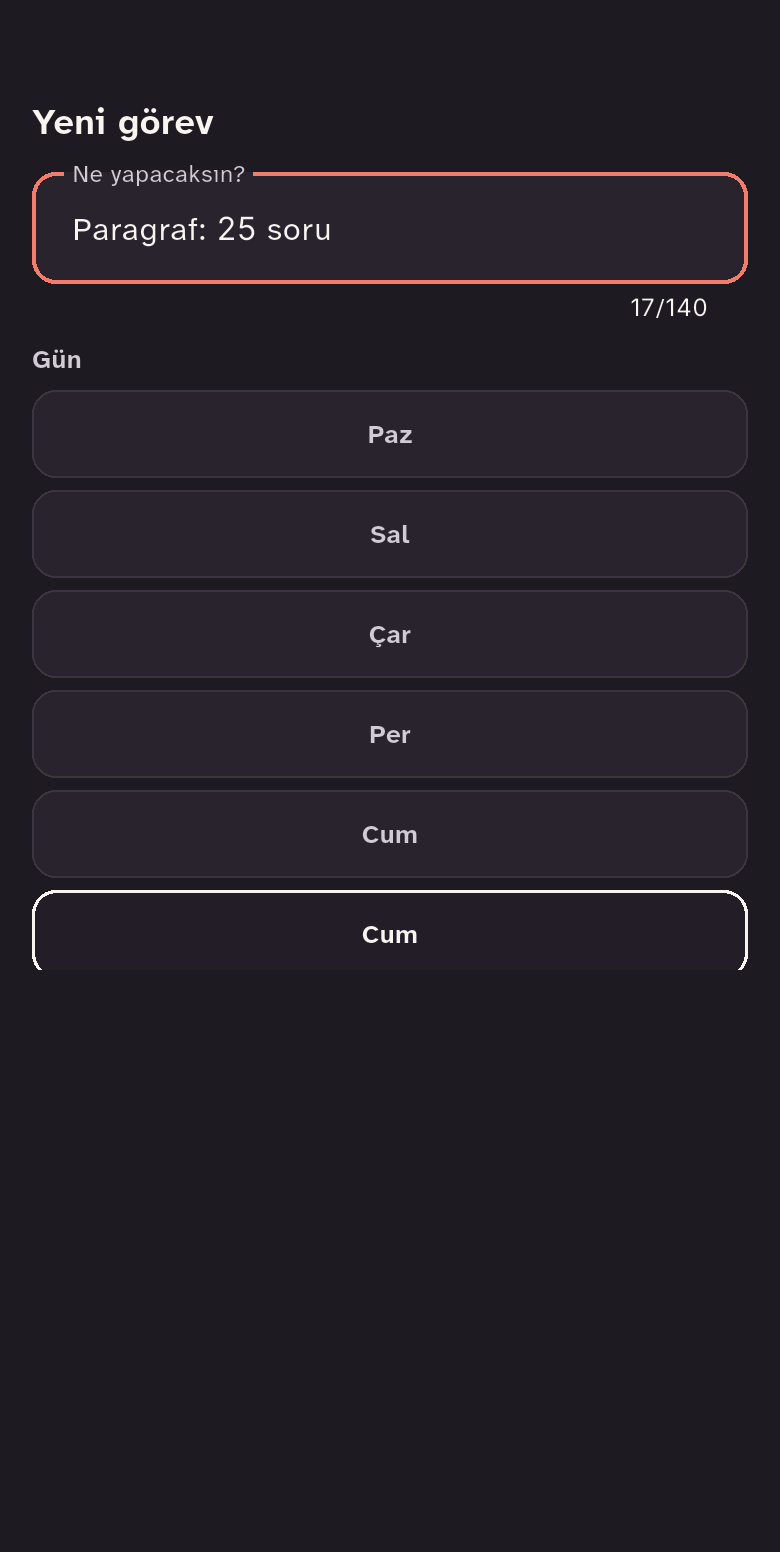 Yeni görev
Ne yapacaksın?
Paragraf: 25 soru
17/140
Gün
Paz
Sal
Çar
Per
Cum
Cum